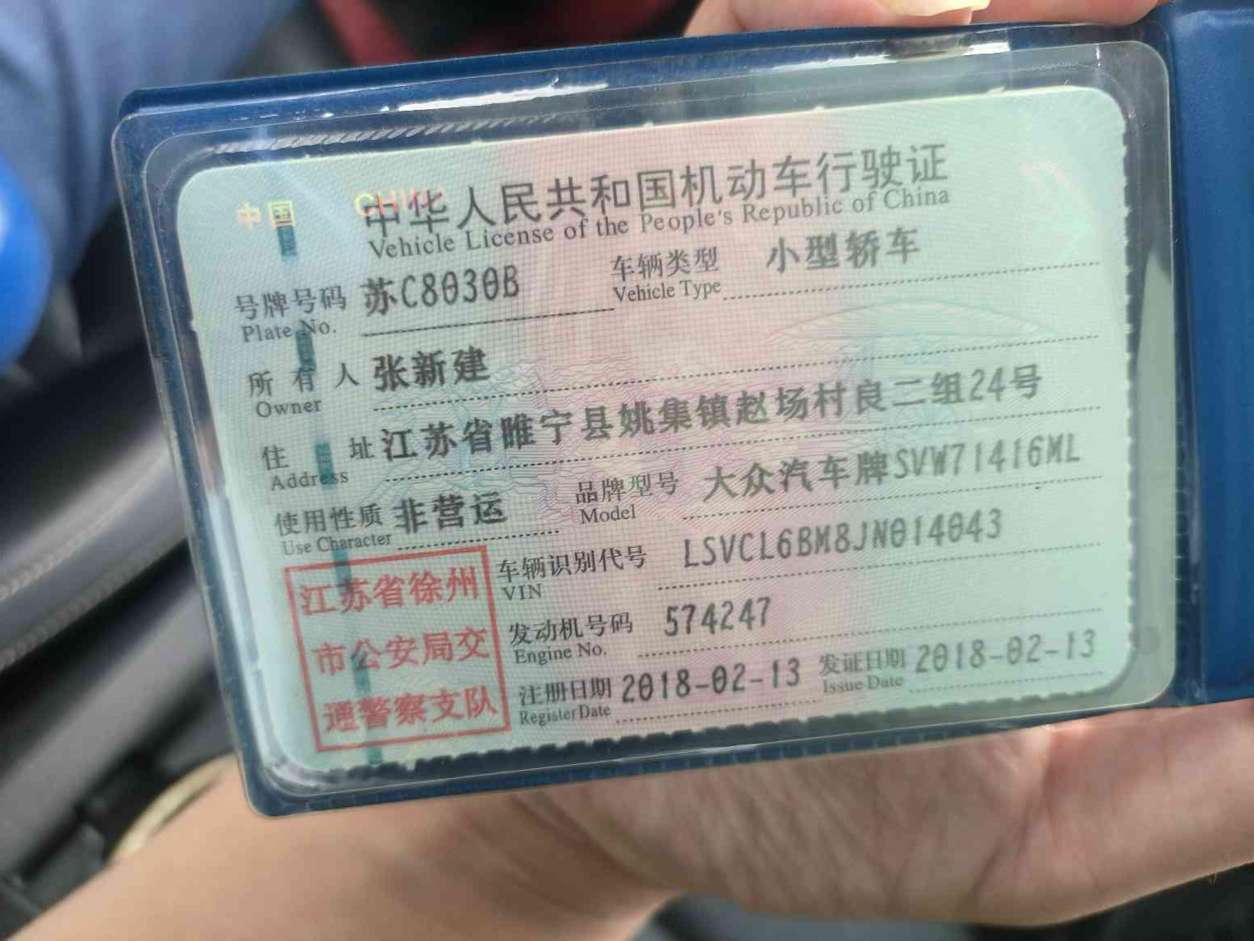 中国 CHINA
中华人民共和国机动车行驶证
Vehicle License of the People's Republic of China
号牌号码 苏C8030B 车辆类型 小型轿车
Plate No. Vehicle Type
所有人 张新建
Owner
住址 江苏省睢宁县姚集镇赵场村良二组24号
Address
使用性质 非营运 品牌型号 大众汽车牌SVW71416ML
Use Character Model
江苏省徐州
市公安局交
通警察支队
车辆识别代号 LSVCL6BM8JN014043
VIN
发动机号码 574247
Engine No.
注册日期 2018-02-13 发证日期 2018-02-13
Register Date Issue Date